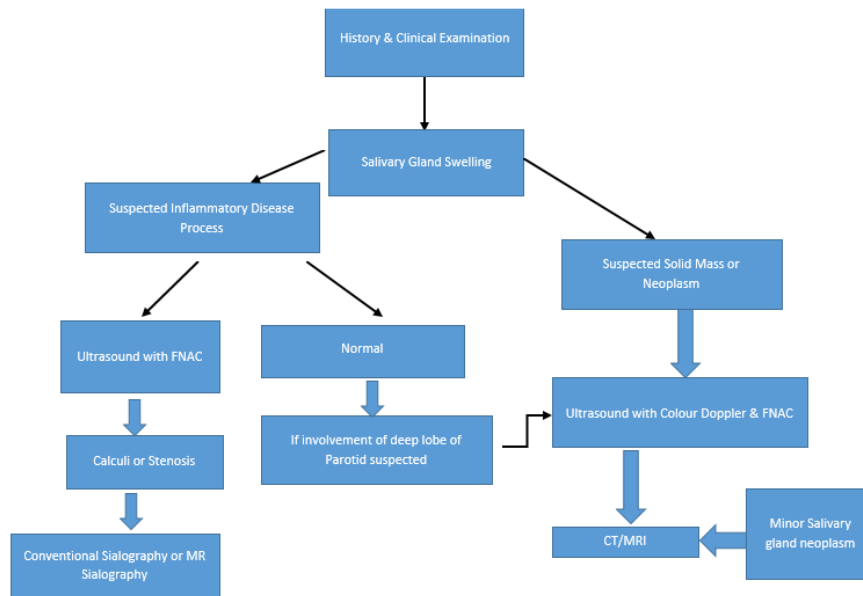 History & Clinical Examination
Salivary Gland Swelling
Suspected Inflammatory Disease
Process
Suspected Solid Mass or
Neoplasm
Ultrasound with FNAC
Normal
Ultrasound with Colour Doppler & FNAC
If involvement of deep lobe of
Parotid suspected
Calculi or Stenosis
Conventional Sialography or MR
Sialography
CT/MRI
Minor Salivary
gland neoplasm